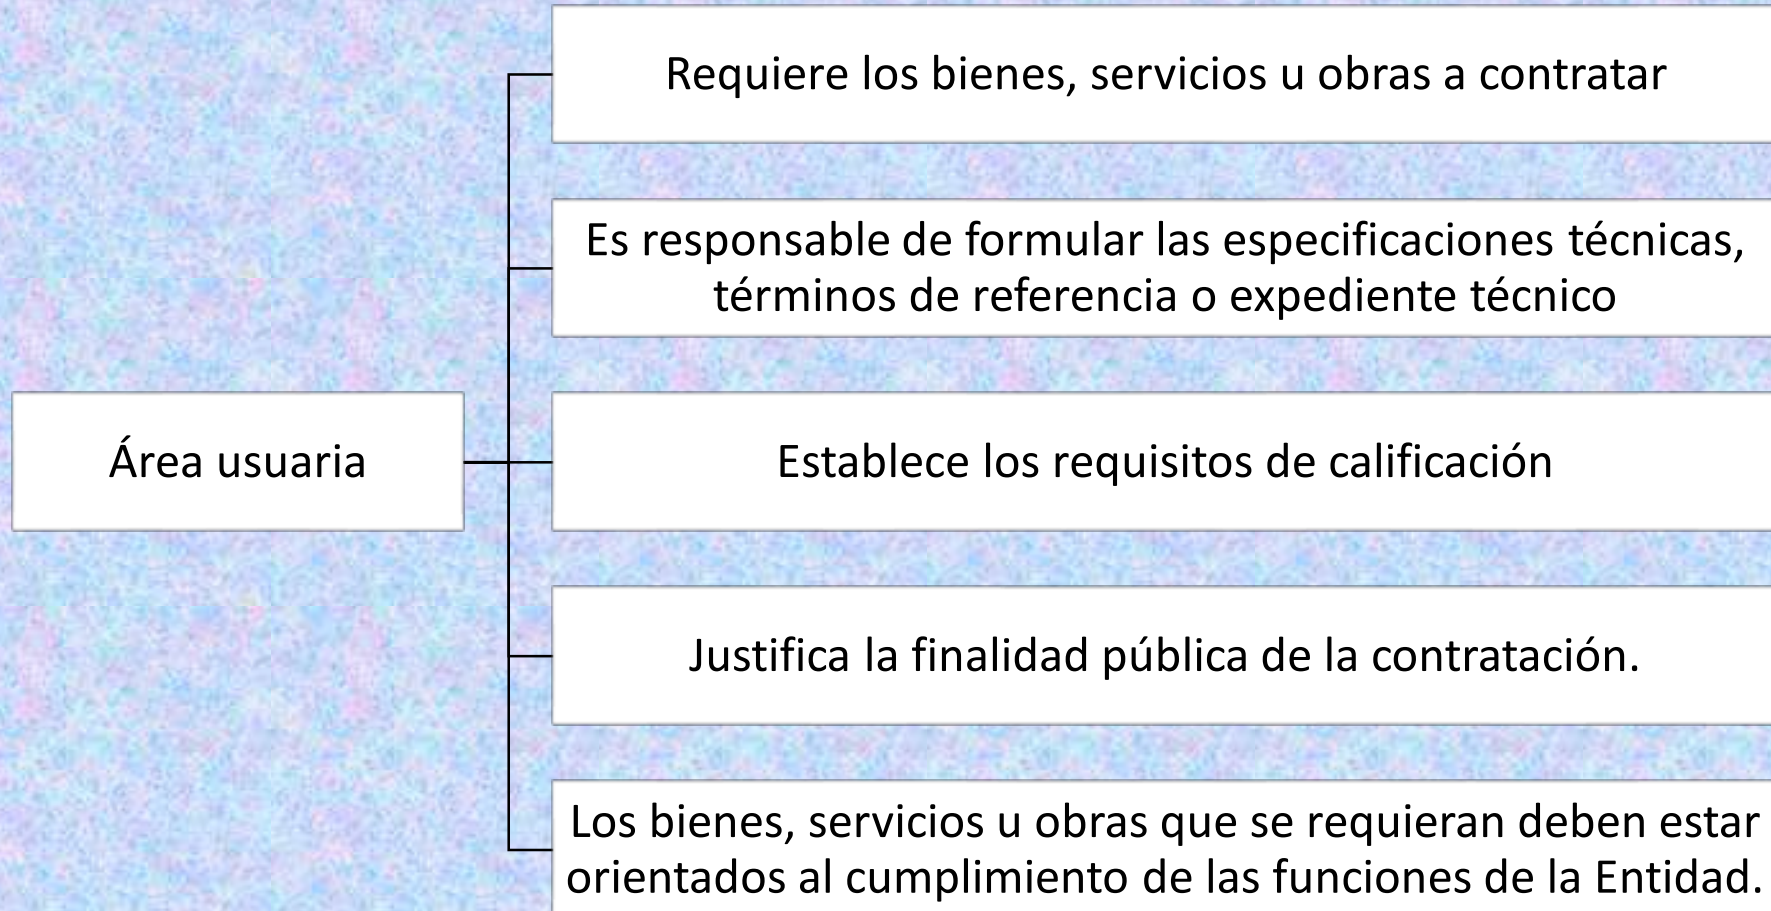 Área usuaria
Requiere los bienes, servicios u obras a contratar
Es responsable de formular las especificaciones técnicas,
términos de referencia o expediente técnico
Establece los requisitos de calificación
Justifica la finalidad pública de la contratación.
Los bienes, servicios u obras que se requieran deben estar
orientados al cumplimiento de las funciones de la Entidad.